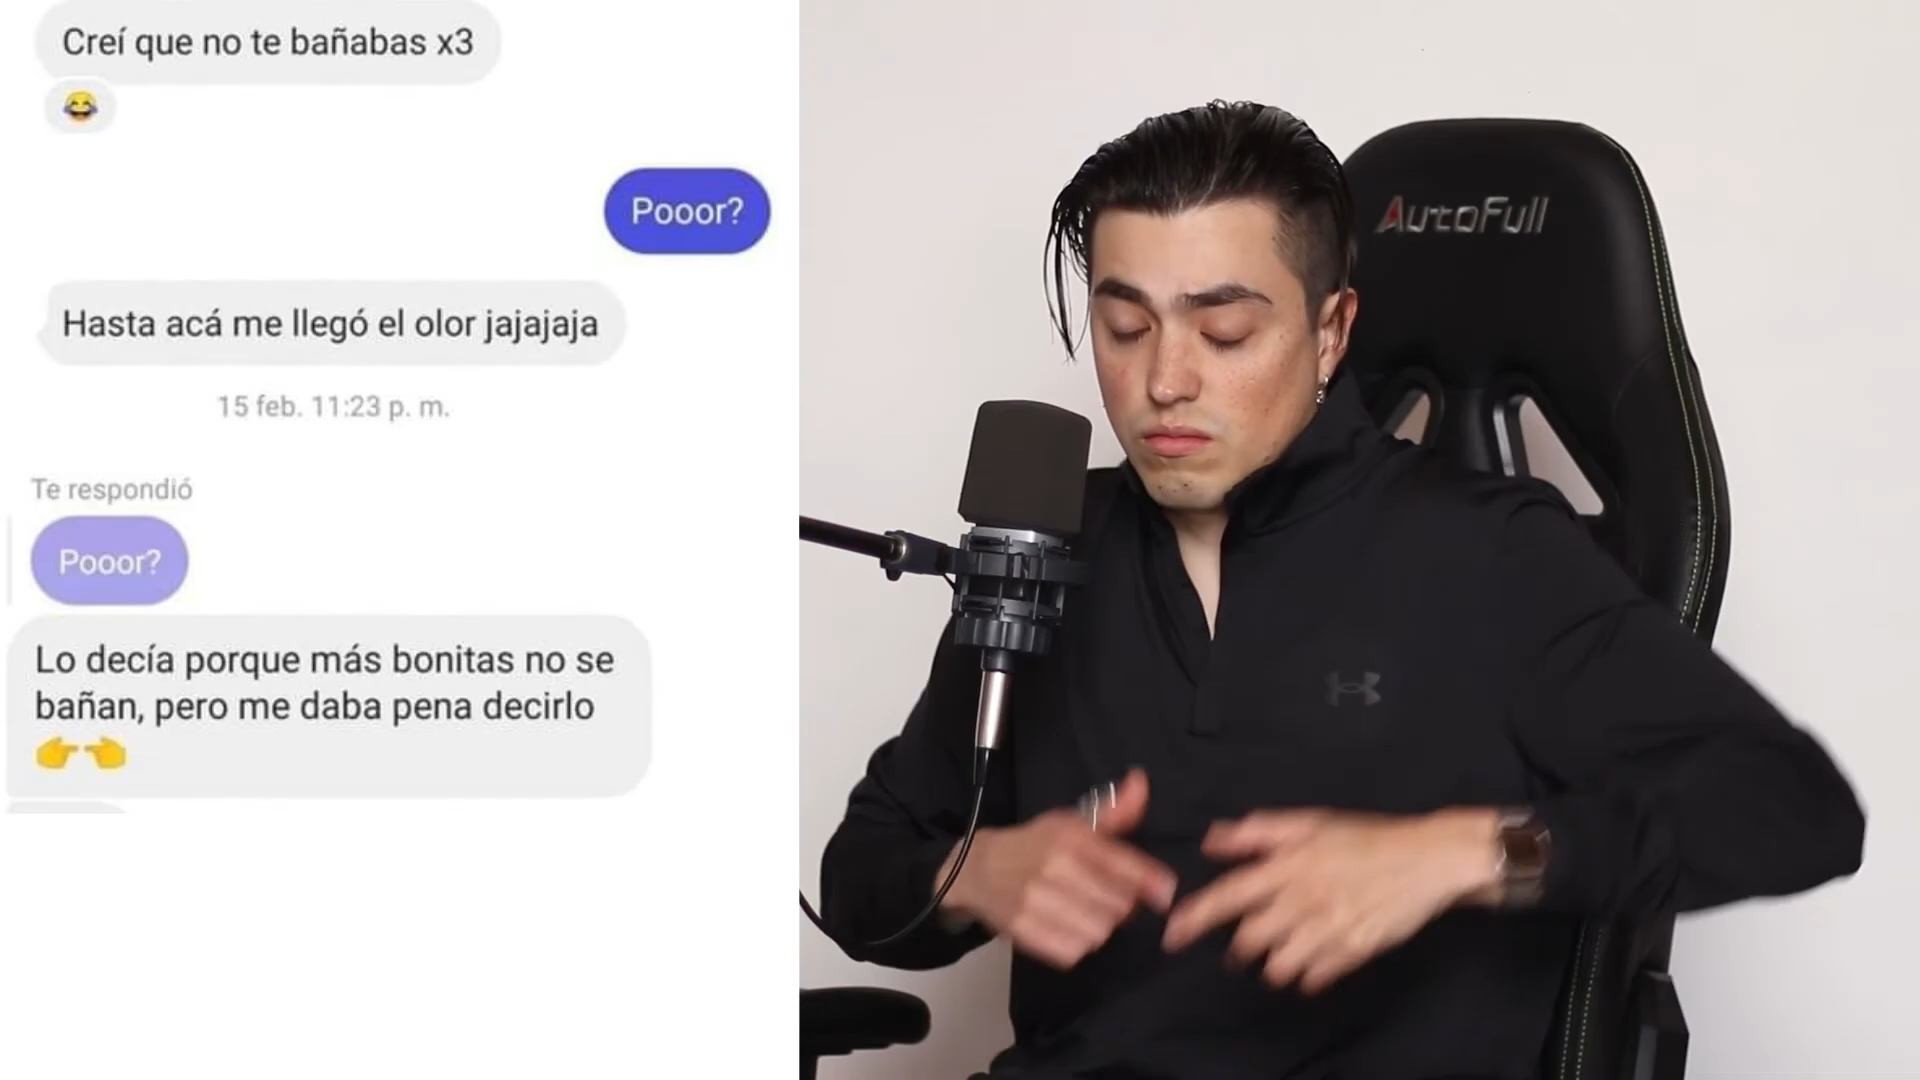 Creí que no te bañabas x3
Pooor?
Hasta acá me llegó el olor jajajaja
15 feb. 11:23 p. m.
Te respondió
Pooor?
Lo decía porque más bonitas no se
bañan, pero me daba pena decirlo
AutoFull